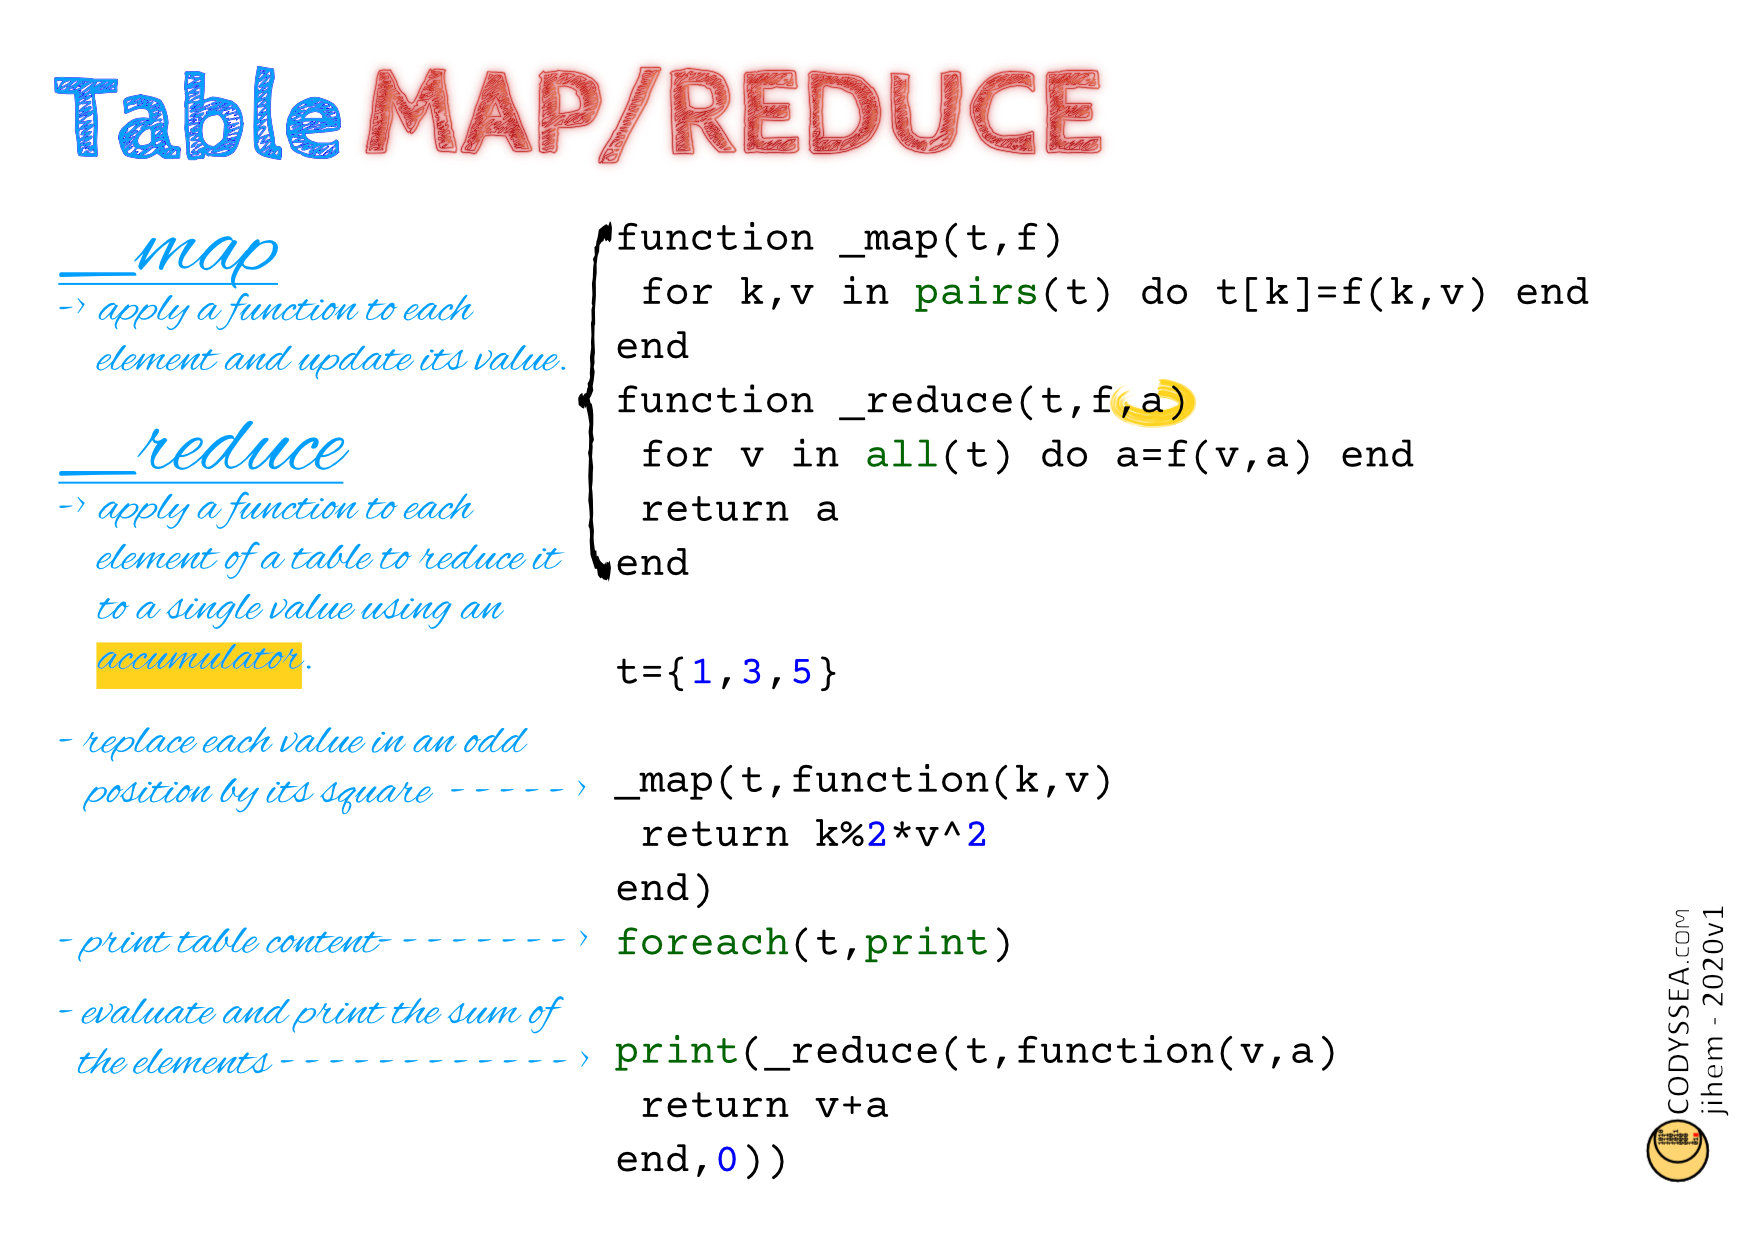 Table MAP/REDUCE
_map
-> apply a function to each
element and update its value.
_reduce
-> apply a function to each
element of a table to reduce it
to a single value using an
accumulator.
- replace each value in an odd
position by its square ----->
- print table content-------->
- evaluate and print the sum of
the elements ------------>
function _map(t,f)
 for k,v in pairs(t) do t[k]=f(k,v) end
end
function _reduce(t,f,a)
 for v in all(t) do a=f(v,a) end
 return a
end
t={1,3,5}
_map(t,function(k,v)
 return k%2*v^2
end)
foreach(t,print)
print(_reduce(t,function(v,a)
 return v+a
end,0))
CODYSSEA.COM
jihem - 2020v1